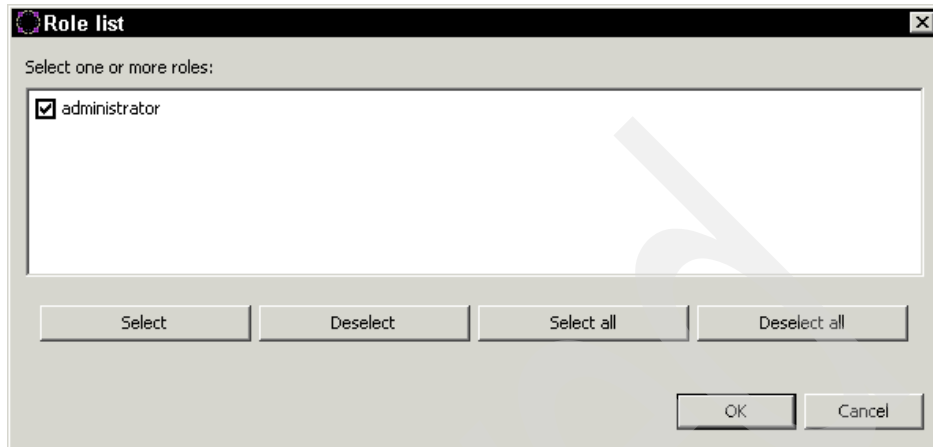 Role list
Select one or more roles:
administrator
Select Deselect Select all Deselect all
OK Cancel